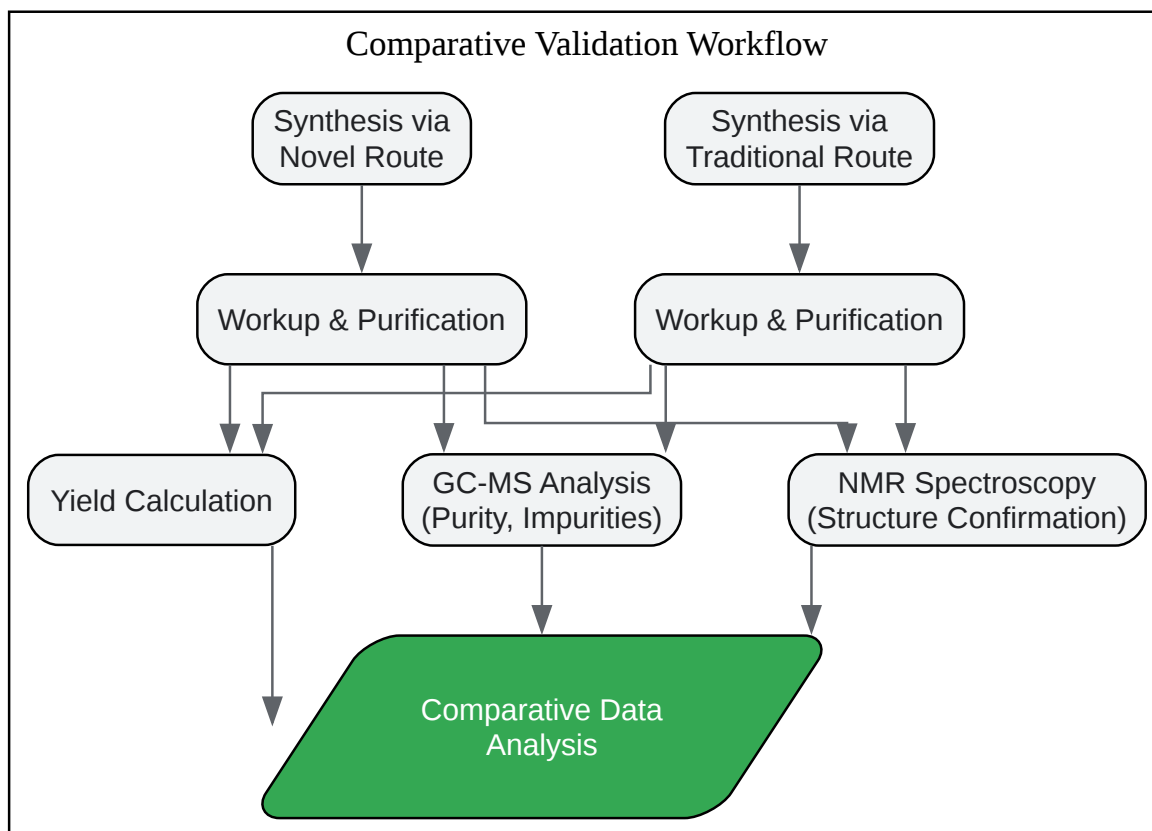 Comparative Validation Workflow
Synthesis via
Novel Route
Synthesis via
Traditional Route
Workup & Purification
Workup & Purification
Yield Calculation
GC-MS Analysis
(Purity, Impurities)
NMR Spectroscopy
(Structure Confirmation)
Comparative Data
Analysis